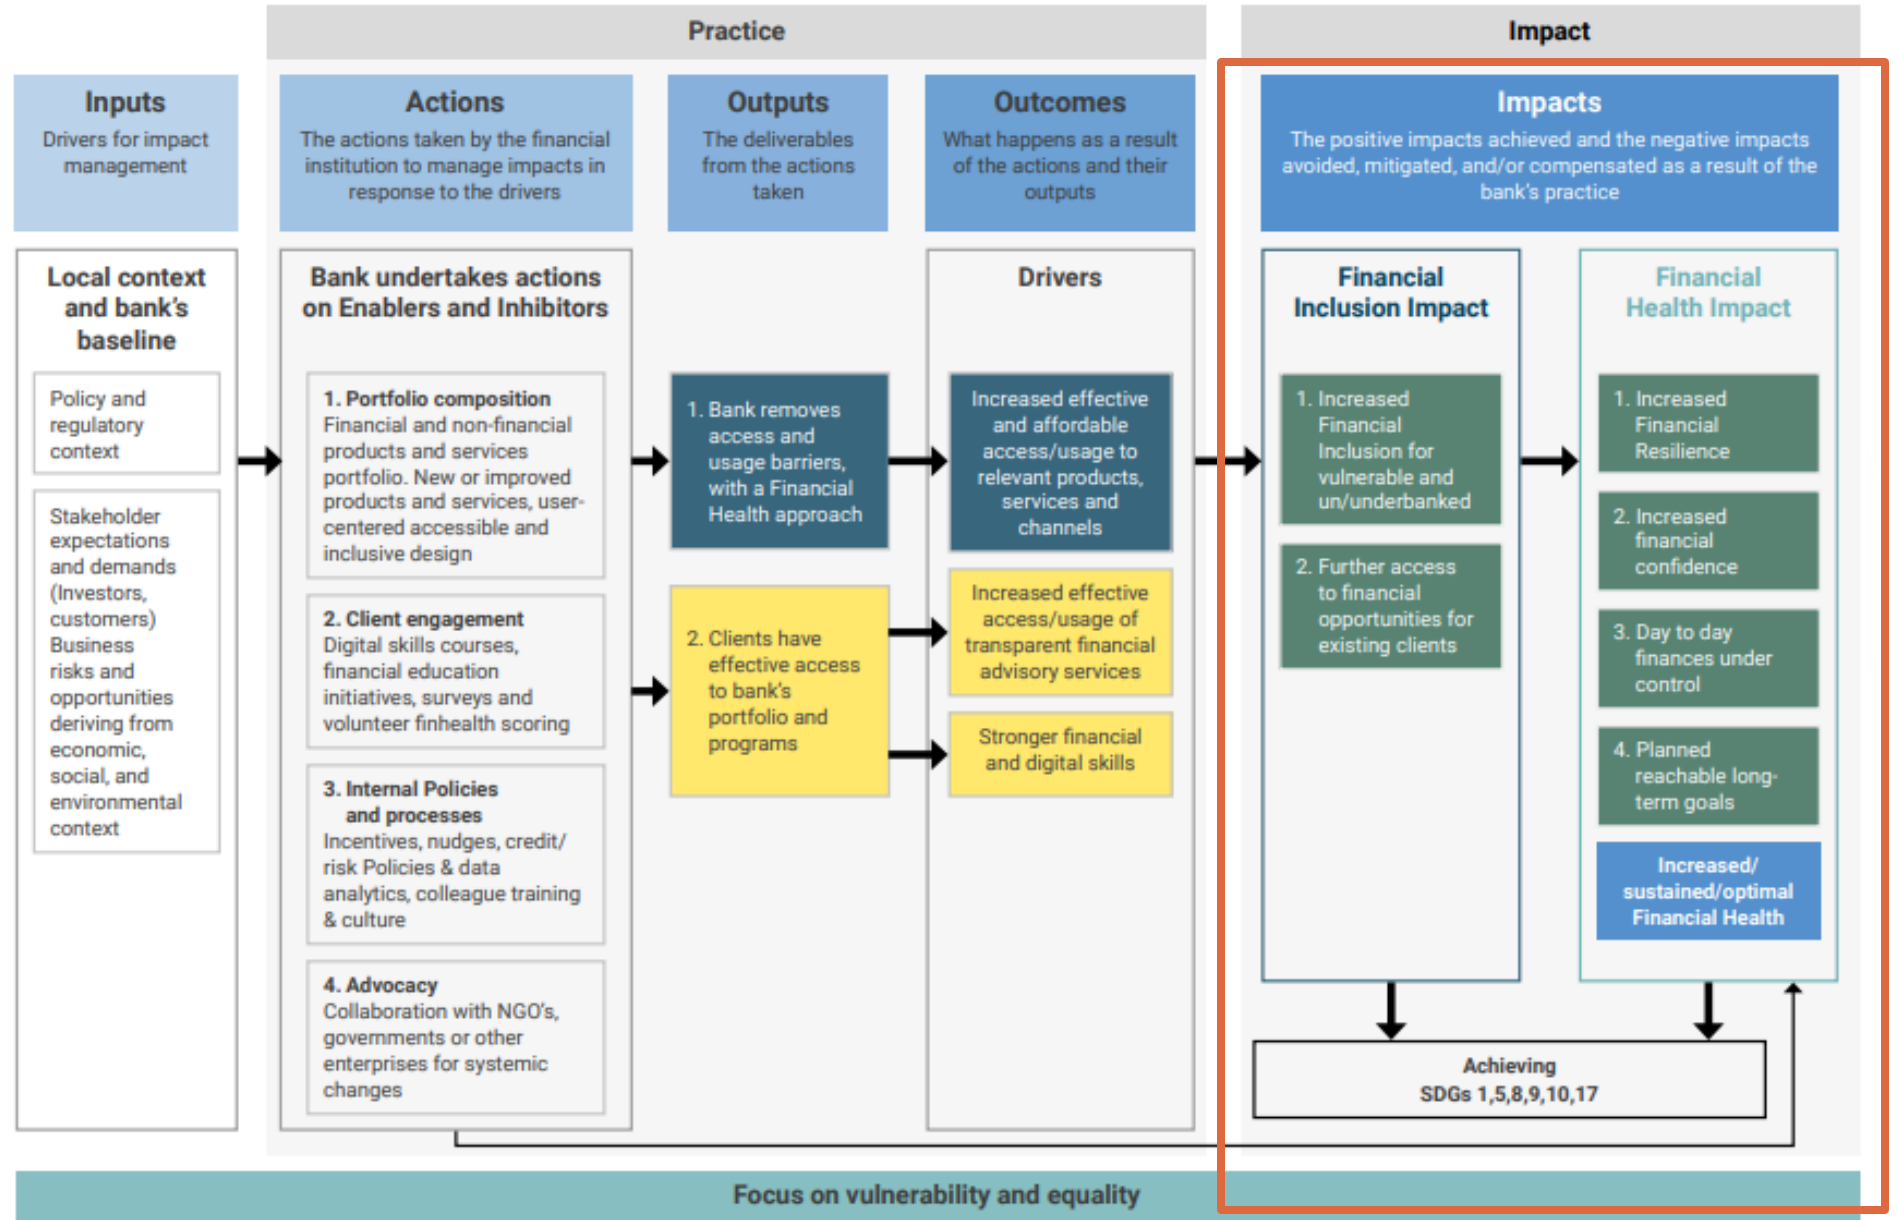 Practice
Impact
Inputs
Drivers for impact
management
Actions
The actions taken by the financial
institution to manage impacts in
response to the drivers
Outputs
The deliverables
from the actions
taken
Outcomes
What happens as a result
of the actions and their
outputs
Impacts
The positive impacts achieved and the negative impacts
avoided, mitigated, and/or compensated as a result of the
bank's practice
Local context
and bank's
baseline
Policy and
regulatory
context
Stakeholder
expectations
and demands
(Investors,
customers)
Business
risks and
opportunities
deriving from
economic,
social, and
environmental
context
Bank undertakes actions
on Enablers and Inhibitors
1. Portfolio composition
Financial and non-financial
products and services
portfolio. New or improved
products and services, user-
centered accessible and
inclusive design
2. Client engagement
Digital skills courses,
financial education
initiatives, surveys and
volunteer finhealth scoring
3. Internal Policies
and processes
Incentives, nudges, credit/
risk Policies & data
analytics, colleague training
& culture
4. Advocacy
Collaboration with NGO's,
governments or other
enterprises for systemic
changes
1. Bank removes
access and
usage barriers,
with a Financial
Health approach
2. Clients have
effective access
to bank's
portfolio and
programs
Drivers
Increased effective
and affordable
access/usage to
relevant products,
services and
channels
Increased effective
access/usage of
transparent financial
advisory services
Stronger financial
and digital skills
Financial
Inclusion Impact
1. Increased
Financial
Inclusion for
vulnerable and
un/underbanked
2. Further access
to financial
opportunities for
existing clients
Financial
Health Impact
1. Increased
Financial
Resilience
2. Increased
financial
confidence
3. Day to day
finances under
control
4. Planned
reachable long-
term goals
Increased/
sustained/optimal
Financial Health
Achieving
SDGs 1,5,8,9,10,17
Focus on vulnerability and equality